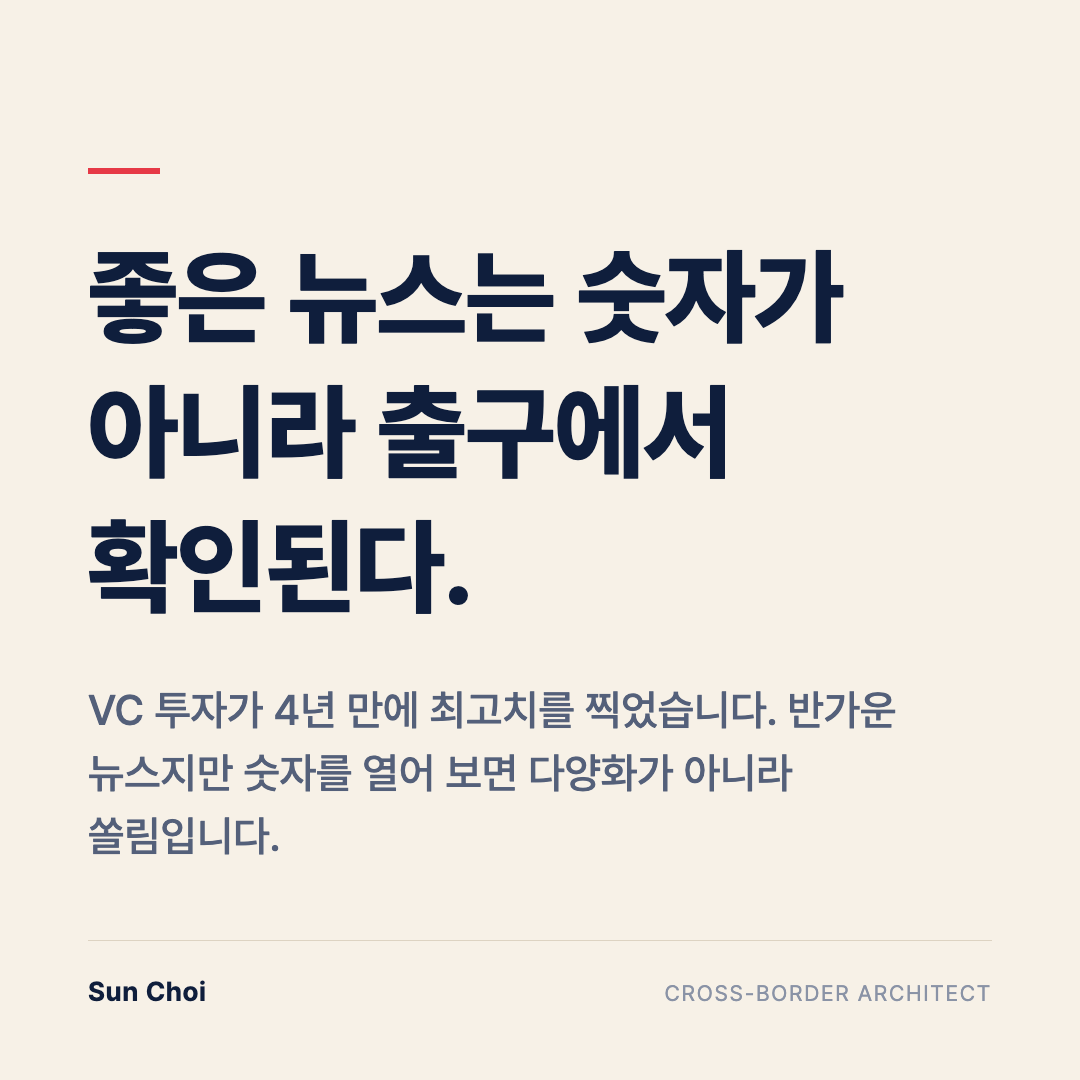 좋은 뉴스는 숫자가
아니라 출구에서
확인된다.
VC 투자가 4년 만에 최고치를 찍었습니다. 반가운
뉴스지만 숫자를 열어 보면 다양화가 아니라
쏠림입니다.
Sun Choi
CROSS-BORDER ARCHITECT